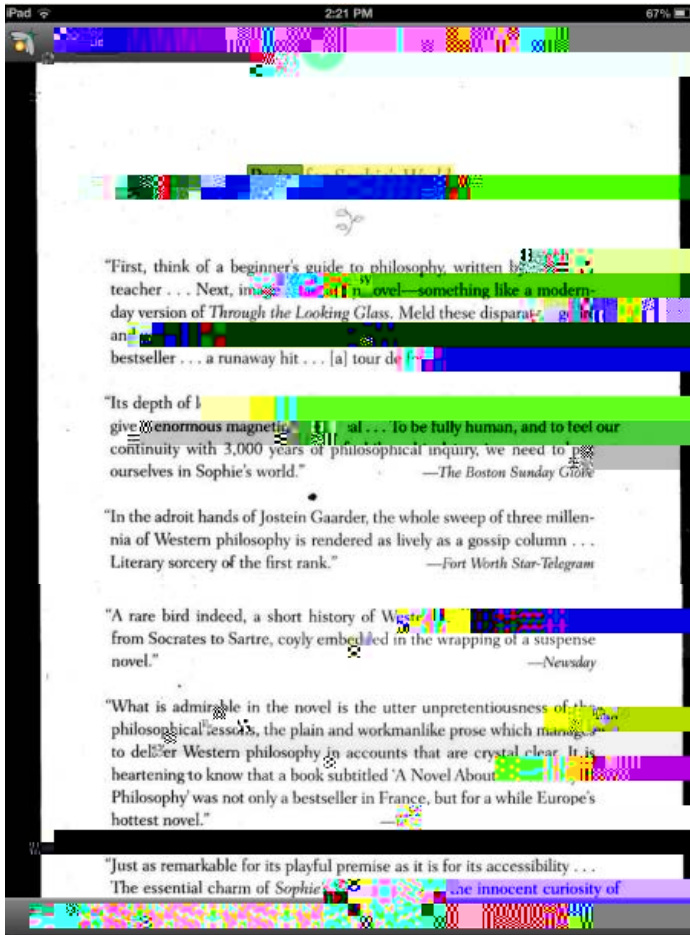 iPad 2:21 PM 67%
for Sophie's World
"First, think of a beginner's guide to philosophy, written
teacher . . . Next, ovel—something like a modern-
day version of Through the Looking Glass. Meld these
an
bestseller . . . a runaway hit . . . [a] tour de
"Its depth of
give enormous magnetic al . . . To be fully human, and to feel our
continuity with 3,000 years of philosophical inquiry, we need to
ourselves in Sophie's world." —The Boston Sunday Globe
"In the adroit hands of Jostein Gaarder, the whole sweep of three millen-
nia of Western philosophy is rendered as lively as a gossip column . . .
Literary sorcery of the first rank." —Fort Worth Star-Telegram
"A rare bird indeed, a short history of
from Socrates to Sartre, coyly embedded in the wrapping of a suspense
novel." —Newsday
"What is admirable in the novel is the utter unpretentiousness of the
philosophical lessons, the plain and workmanlike prose which manages
to deliver Western philosophy in accounts that are crystal clear. It is
heartening to know that a book subtitled 'A Novel About
Philosophy' was not only a bestseller in France, but for a while Europe's
hottest novel." —
"Just as remarkable for its playful premise as it is for its accessibility . . .
The essential charm of Sophie's the innocent curiosity of